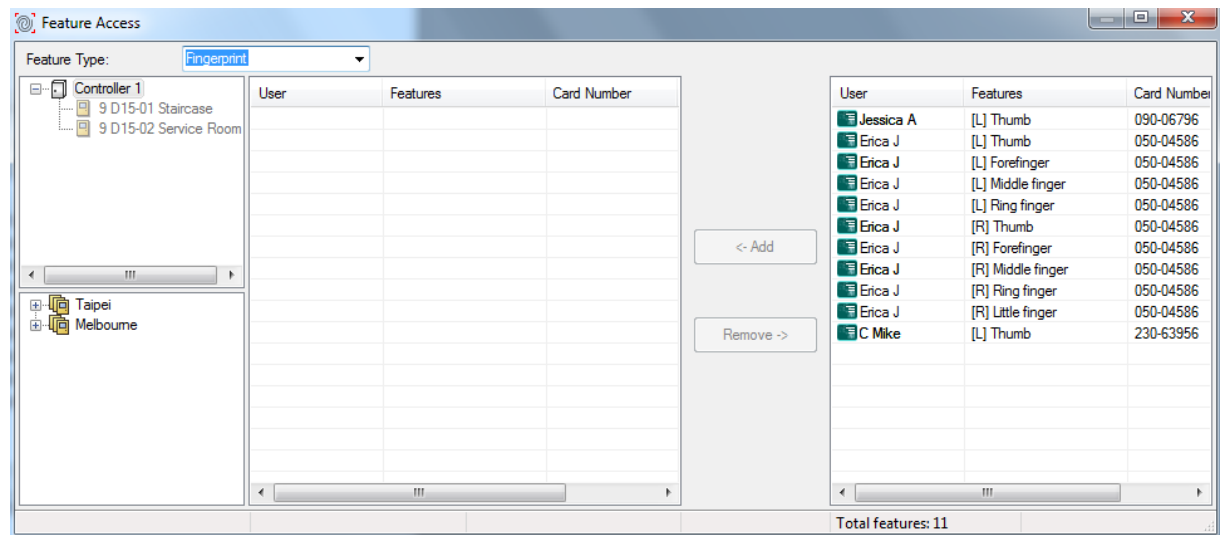 Feature Access
Feature Type: Fingerprint
Controller 1
9 D15-01 Staircase
9 D15-02 Service Room
Taipei
Melbourne
User Features Card Number
<- Add
Remove ->
User Features Card Number
Jessica A [L] Thumb 090-06796
Erica J [L] Thumb 050-04586
Erica J [L] Forefinger 050-04586
Erica J [L] Middle finger 050-04586
Erica J [L] Ring finger 050-04586
Erica J [R] Thumb 050-04586
Erica J [R] Forefinger 050-04586
Erica J [R] Middle finger 050-04586
Erica J [R] Ring finger 050-04586
Erica J [R] Little finger 050-04586
C Mike [L] Thumb 230-63956
Total features: 11